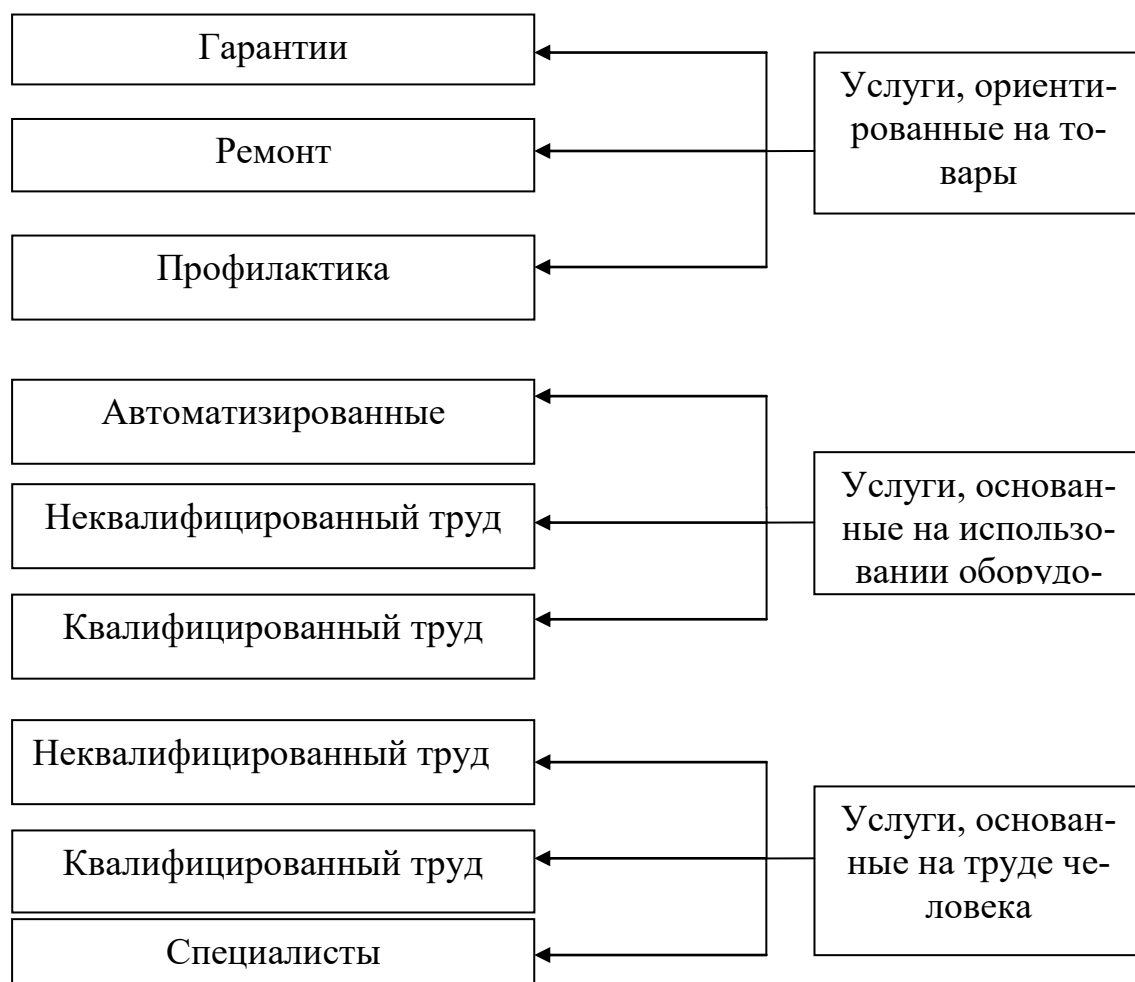 Гарантии
Ремонт
Профилактика
Услуги, ориенти-
рованные на то-
вары
Автоматизированные
Неквалифицированный труд
Квалифицированный труд
Услуги, основан-
ные на использо-
вании оборудо-
Неквалифицированный труд
Квалифицированный труд
Специалисты
Услуги, основан-
ные на труде че-
ловека